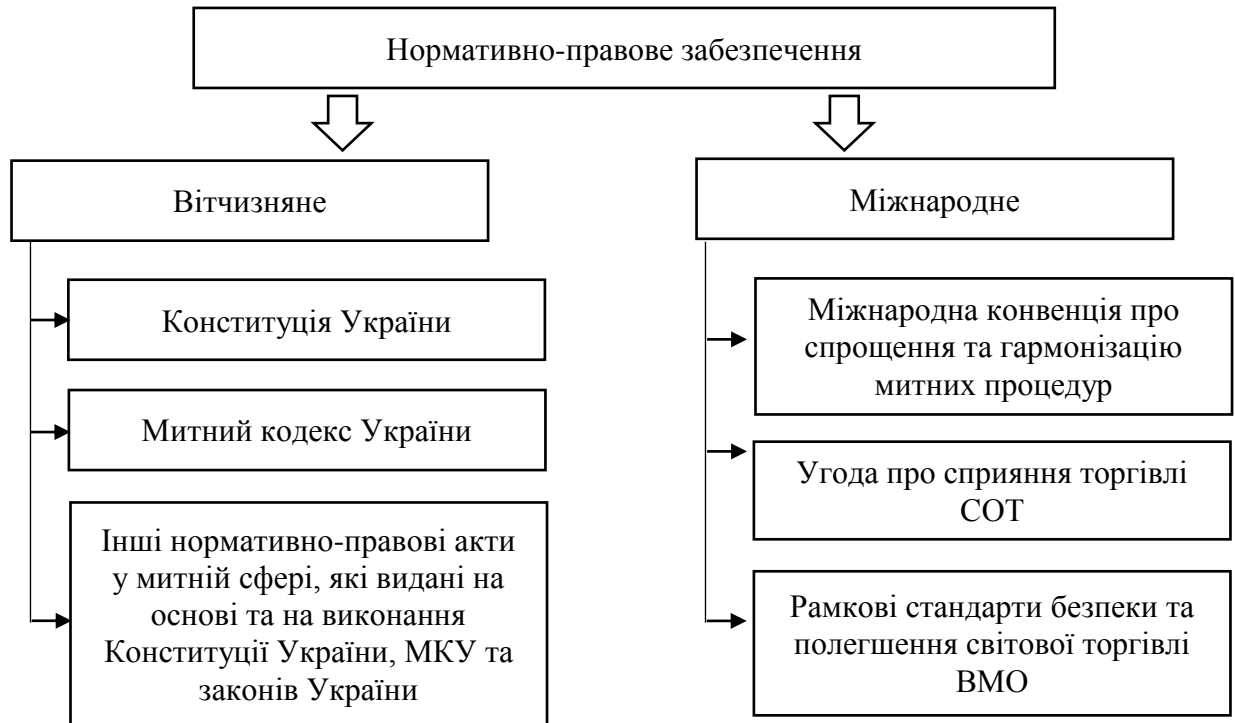 Нормативно-правове забезпечення
Вітчизняне
Конституція України
Митний кодекс України
Інші нормативно-правові акти
у митній сфері, які видані на
основі та на виконання
Конституції України, МКУ та
законів України
Міжнародне
Міжнародна конвенція про
спрощення та гармонізацію
митних процедур
Угода про сприяння торгівлі
СОТ
Рамкові стандарти безпеки та
полегшення світової торгівлі
ВМО